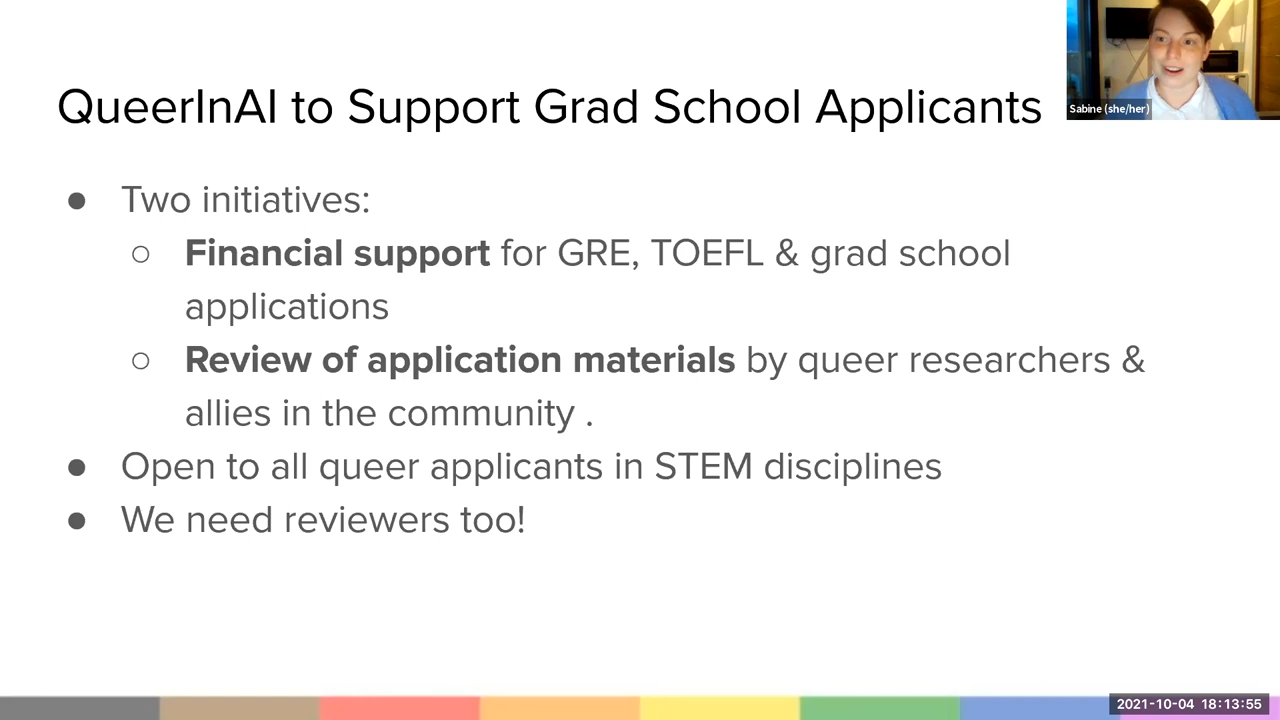 QueerInAI to Support Grad School Applicants
Sabine (she/her)
● Two initiatives:
○ Financial support for GRE, TOEFL & grad school
applications
○ Review of application materials by queer researchers &
allies in the community .
● Open to all queer applicants in STEM disciplines
● We need reviewers too!
2021-10-04 18:13:55